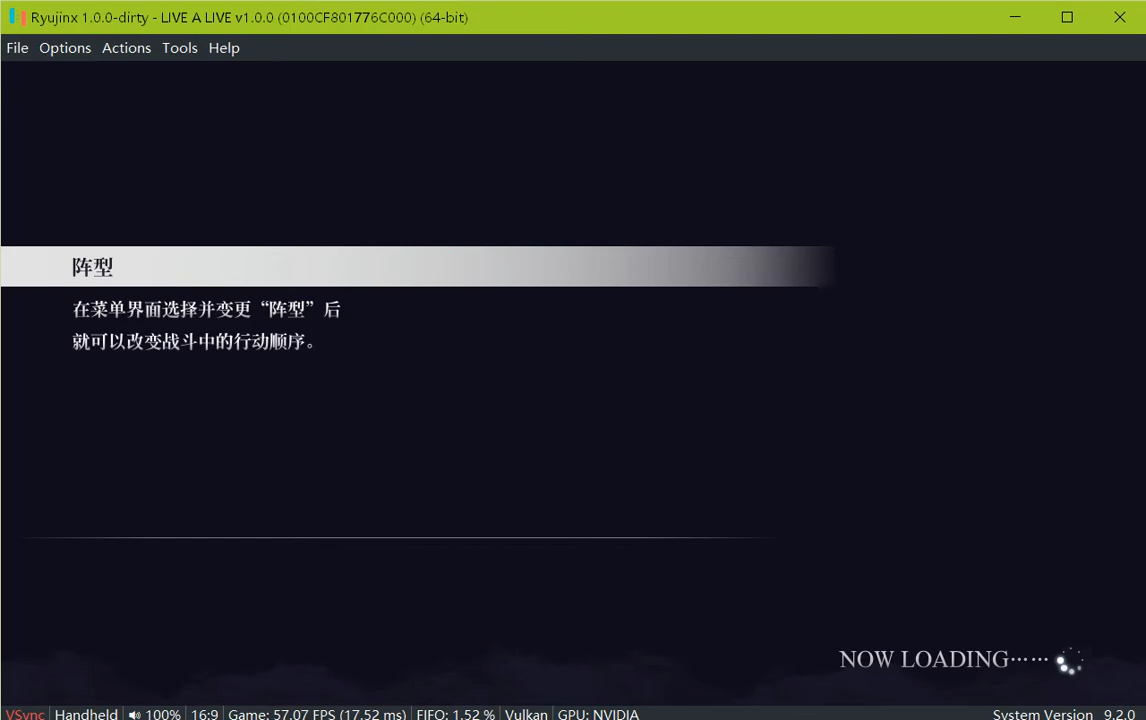 Ryujinx 1.0.0-dirty - LIVE A LIVE v1.0.0 (0100CF801776C000) (64-bit)
File Options Actions Tools Help
阵型
在菜单界面选择并变更“阵型”后
就可以改变战斗中的行动顺序。
NOW LOADING……
VSync Handheld 100% 16:9 Game: 57.07 FPS (17.52 ms) FIFO: 1.52 % Vulkan GPU: NVIDIA System Version 9.2.0